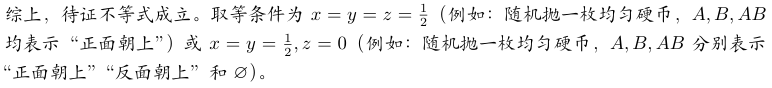 综上，待证不等式成立。取等条件为 $x = y = z = \frac{1}{2}$（例如：随机抛一枚均匀硬币，$A, B, AB$
均表示“正面朝上”）或 $x = y = \frac{1}{2}, z = 0$（例如：随机抛一枚均匀硬币，$A, B, AB$ 分别表示
“正面朝上”“反面朝上”和 $\varnothing$）。